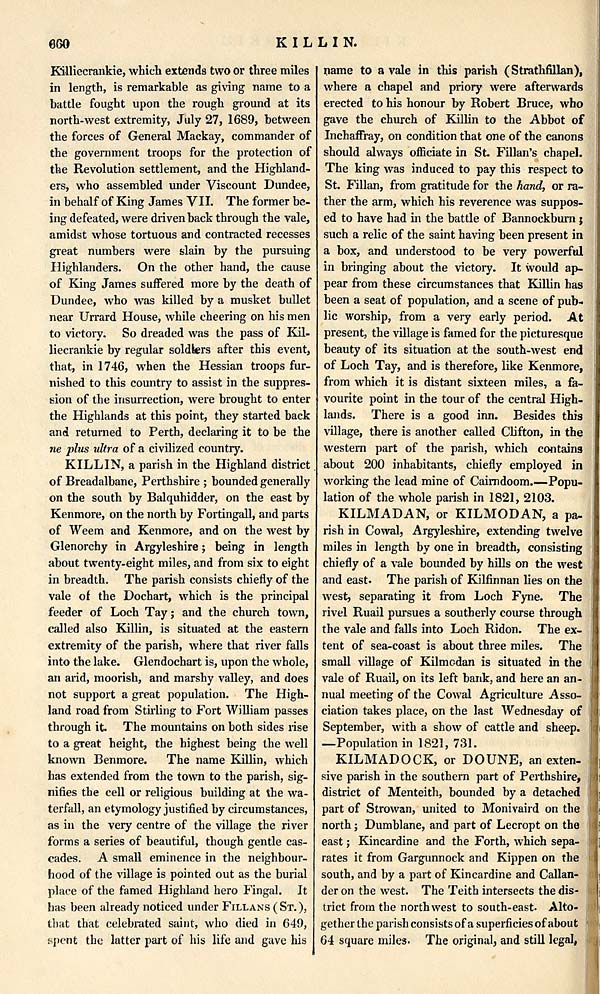 660
KILLIN.
Killiecrankie, which extends two or three miles
in length, is remarkable as giving name to a
battle fought upon the rough ground at its
north-west extremity, July 27, 1689, between
the forces of General Mackay, commander of
the government troops for the protection of
the Revolution settlement, and the Highland-
ers, who assembled under Viscount Dundee,
in behalf of King James VII. The former be-
ing defeated, were driven back through the vale,
amidst whose tortuous and contracted recesses
great numbers were slain by the pursuing
Highlanders. On the other hand, the cause
of King James suffered more by the death of
Dundee, who was killed by a musket bullet
near Urrard House, while cheering on his men
to victory. So dreaded was the pass of Kil-
liecrankie by regular soldiers after this event,
that, in 1746, when the Hessian troops fur-
nished to this country to assist in the suppres-
sion of the insurrection, were brought to enter
the Highlands at this point, they started back
and returned to Perth, declaring it to be the
ne plus ultra of a civilized country.
KILLIN, a parish in the Highland district
of Breadalbane, Perthshire ; bounded generally
on the south by Balquhidder, on the east by
Kenmore, on the north by Fortingall, and parts
of Weem and Kenmore, and on the west by
Glenorchy in Argyleshire ; being in length
about twenty-eight miles, and from six to eight
in breadth. The parish consists chiefly of the
vale of the Dochart, which is the principal
feeder of Loch Tay ; and the church town,
called also Killin, is situated at the eastern
extremity of the parish, where that river falls
into the lake. Glendochart is, upon the whole,
an arid, moorish, and marshy valley, and does
not support a great population. The High-
land road from Stirling to Fort William passes
through it. The mountains on both sides rise
to a great height, the highest being the well
known Benmore. The name Killin, which
has extended from the town to the parish, sig-
nifies the cell or religious building at the wa-
terfall, an etymology justified by circumstances,
as in the very centre of the village the river
forms a series of beautiful, though gentle cas-
cades. A small eminence in the neighbour-
hood of the village is pointed out as the burial
place of the famed Highland hero Fingal. It
has been already noticed under FILLANS (ST.),
that that celebrated saint, who died in 649,
spent the latter part of his life and gave his
name to a vale in this parish (Strathfillan),
where a chapel and priory were afterwards
erected to his honour by Robert Bruce, who
gave the church of Killin to the Abbot of
Inchaffray, on condition that one of the canons
should always officiate in St. Fillan's chapel.
The king was induced to pay this respect to
St. Fillan, from gratitude for the hand, or ra-
ther the arm, which his reverence was suppos-
ed to have had in the battle of Bannockburn ;
such a relic of the saint having been present in
a box, and understood to be very powerful
in bringing about the victory. It would ap-
pear from these circumstances that Killin has
been a seat of population, and a scene of pub-
lic worship, from a very early period. At
present, the village is famed for the picturesque
beauty of its situation at the south-west end
of Loch Tay, and is therefore, like Kenmore,
from which it is distant sixteen miles, a fa-
vourite point in the tour of the central High-
lands. There is a good inn. Besides this
village, there is another called Clifton, in the
western part of the parish, which contains
about 200 inhabitants, chiefly employed in
working the lead mine of Cairndoom.—Popu-
lation of the whole parish in 1821, 2103.
KILMADAN, or KILMODAN, a pa-
rish in Cowal, Argyleshire, extending twelve
miles in length by one in breadth, consisting
chiefly of a vale bounded by hills on the west
and east. The parish of Kilfinnan lies on the
west, separating it from Loch Fyne. The
rivel Ruail pursues a southerly course through
the vale and falls into Loch Ridon. The ex-
tent of sea-coast is about three miles. The
small village of Kilmodan is situated in the
vale of Ruail, on its left bank, and here an an-
nual meeting of the Cowal Agriculture Asso-
ciation takes place, on the last Wednesday of
September, with a show of cattle and sheep.
—Population in 1821, 731.
KILMADOCK, or DOUNE, an exten-
sive parish in the southern part of Perthshire,
district of Menteith, bounded by a detached
part of Strowan, united to Monivaird on the
north ; Dumblane, and part of Lecropt on the
east ; Kincardine and the Forth, which sepa-
rates it from Gargunnock and Kippen on the
south, and by a part of Kincardine and Callan-
der on the west. The Teith intersects the dis-
trict from the north west to south-east. Alto-
gether the parish consists of a superficies of about
64 square miles. The original, and still legal,